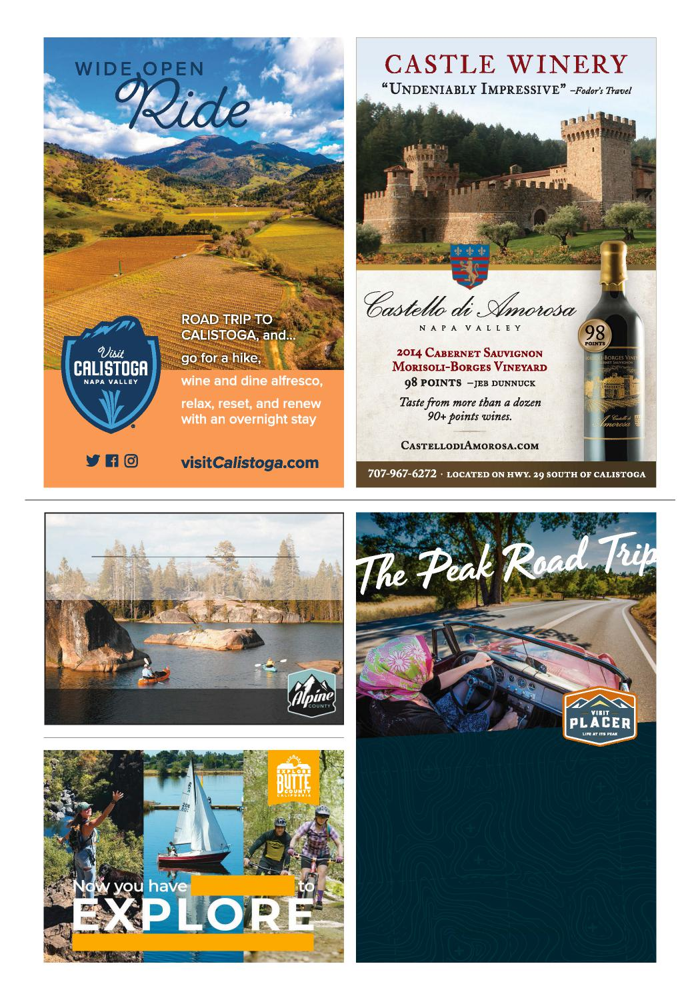 WIDE OPEN
Ride
ROAD TRIP TO
CALISTOGA, and...
go for a hike,
wine and dine alfresco,
relax, reset, and renew
with an overnight stay
Visit
CALISTOGA
NAPA VALLEY
visitCalistoga.com
CASTLE WINERY
“UNDENIABLY IMPRESSIVE” –Fodor's Travel
Castello di Amorosa
NAPA VALLEY
98
POINTS
2014 CABERNET SAUVIGNON
MORISOLI-BORGES VINEYARD
98 POINTS –JEB DUNNUCK
Taste from more than a dozen
90+ points wines.
CASTELLODIAMOROSA.COM
Castello di
Amorosa
707-967-6272 · LOCATED ON HWY. 29 SOUTH OF CALISTOGA
Alpine
COUNTY
The Peak Road Trip
VISIT
PLACER
LIFE AT ITS PEAK
EXPLORE
BUTTE
COUNTY
CALIFORNIA
Now you have to
EXPLORE